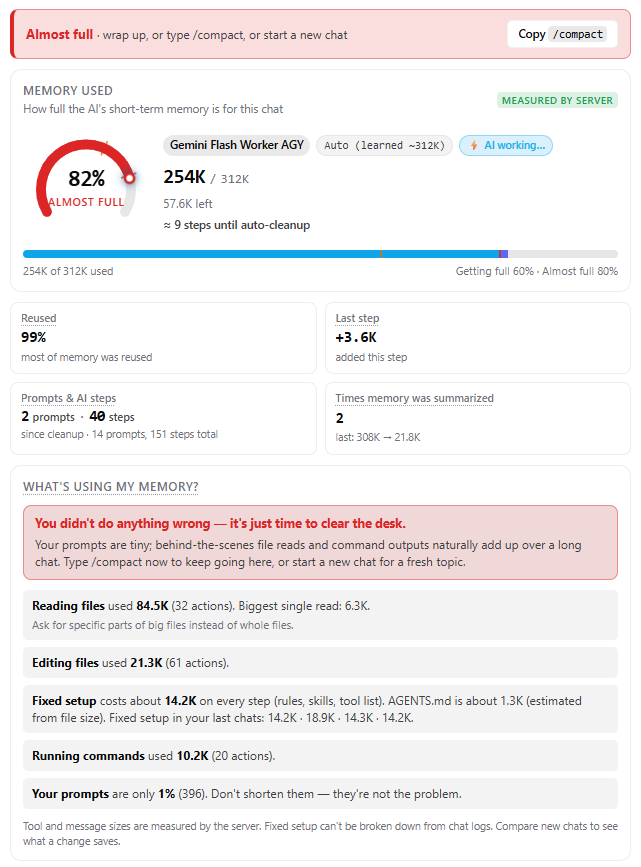 Almost full · wrap up, or type /compact, or start a new chat
Copy /compact
MEMORY USED
How full the AI's short-term memory is for this chat
MEASURED BY SERVER
82%
ALMOST FULL
Gemini Flash Worker AGY
Auto (learned ~312K)
⚡ AI working...
254K / 312K
57.6K left
≈ 9 steps until auto-cleanup
254K of 312K used
Getting full 60% · Almost full 80%
Reused
99%
most of memory was reused
Last step
+3.6K
added this step
Prompts & AI steps
2 prompts · 40 steps
since cleanup · 14 prompts, 151 steps total
Times memory was summarized
2
last: 308K → 21.8K
WHAT'S USING MY MEMORY?
You didn't do anything wrong — it's just time to clear the desk.
Your prompts are tiny; behind-the-scenes file reads and command outputs naturally add up over a long
chat. Type /compact now to keep going here, or start a new chat for a fresh topic.
Reading files used 84.5K (32 actions). Biggest single read: 6.3K.
Ask for specific parts of big files instead of whole files.
Editing files used 21.3K (61 actions).
Fixed setup costs about 14.2K on every step (rules, skills, tool list). AGENTS.md is about 1.3K (estimated
from file size). Fixed setup in your last chats: 14.2K · 18.9K · 14.3K · 14.2K.
Running commands used 10.2K (20 actions).
Your prompts are only 1% (396). Don't shorten them — they're not the problem.
Tool and message sizes are measured by the server. Fixed setup can't be broken down from chat logs. Compare new chats to see
what a change saves.